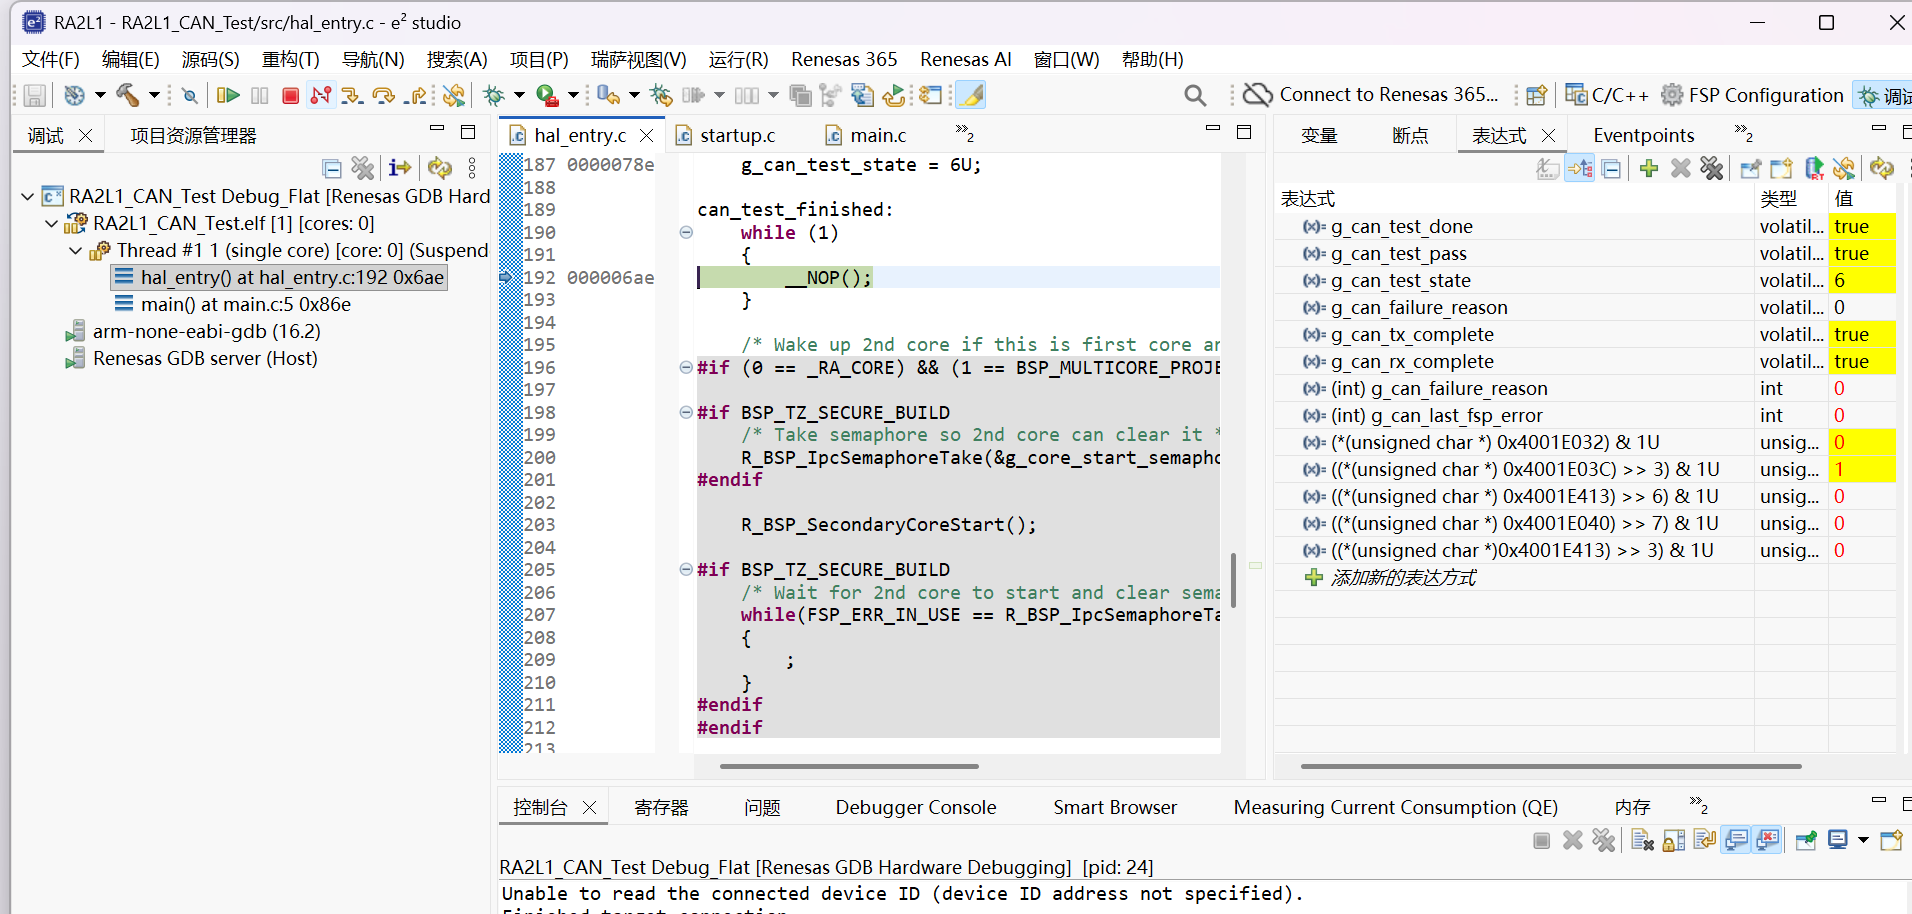 RA2L1 - RA2L1_CAN_Test/src/hal_entry.c - e² studio
文件(F) 编辑(E) 源码(S) 重构(T) 导航(N) 搜索(A) 项目(P) 瑞萨视图(V) 运行(R) Renesas 365 Renesas AI 窗口(W) 帮助(H)
Connect to Renesas 365... C/C++ FSP Configuration 调试
调试 项目资源管理器
RA2L1_CAN_Test Debug_Flat [Renesas GDB Hard
RA2L1_CAN_Test.elf [1] [cores: 0]
Thread #1 1 (single core) [core: 0] (Suspend
hal_entry() at hal_entry.c:192 0x6ae
main() at main.c:5 0x86e
arm-none-eabi-gdb (16.2)
Renesas GDB server (Host)
hal_entry.c startup.c main.c »2
187 0000078e g_can_test_state = 6U;
188
189 can_test_finished:
190 while (1)
191 {
192 000006ae __NOP();
193 }
194
195 /* Wake up 2nd core if this is first core an
196 #if (0 == _RA_CORE) && (1 == BSP_MULTICORE_PROJE
197
198 #if BSP_TZ_SECURE_BUILD
199 /* Take semaphore so 2nd core can clear it *
200 R_BSP_IpcSemaphoreTake(&g_core_start_semapho
201 #endif
202
203 R_BSP_SecondaryCoreStart();
204
205 #if BSP_TZ_SECURE_BUILD
206 /* Wait for 2nd core to start and clear sema
207 while(FSP_ERR_IN_USE == R_BSP_IpcSemaphoreTa
208 {
209 ;
210 }
211 #endif
212 #endif
213
变量 断点 表达式 Eventpoints »2
表达式 类型 值
g_can_test_done volatil... true
g_can_test_pass volatil... true
g_can_test_state volatil... 6
g_can_failure_reason volatil... 0
g_can_tx_complete volatil... true
g_can_rx_complete volatil... true
(int) g_can_failure_reason int 0
(int) g_can_last_fsp_error int 0
(*(unsigned char *) 0x4001E032) & 1U unsig... 0
((*(unsigned char *) 0x4001E03C) >> 3) & 1U unsig... 1
((*(unsigned char *) 0x4001E413) >> 6) & 1U unsig... 0
((*(unsigned char *) 0x4001E040) >> 7) & 1U unsig... 0
((*(unsigned char *)0x4001E413) >> 3) & 1U unsig... 0
添加新的表达方式
控制台 寄存器 问题 Debugger Console Smart Browser Measuring Current Consumption (QE) 内存 »2
RA2L1_CAN_Test Debug_Flat [Renesas GDB Hardware Debugging] [pid: 24]
Unable to read the connected device ID (device ID address not specified).
Finished target connection